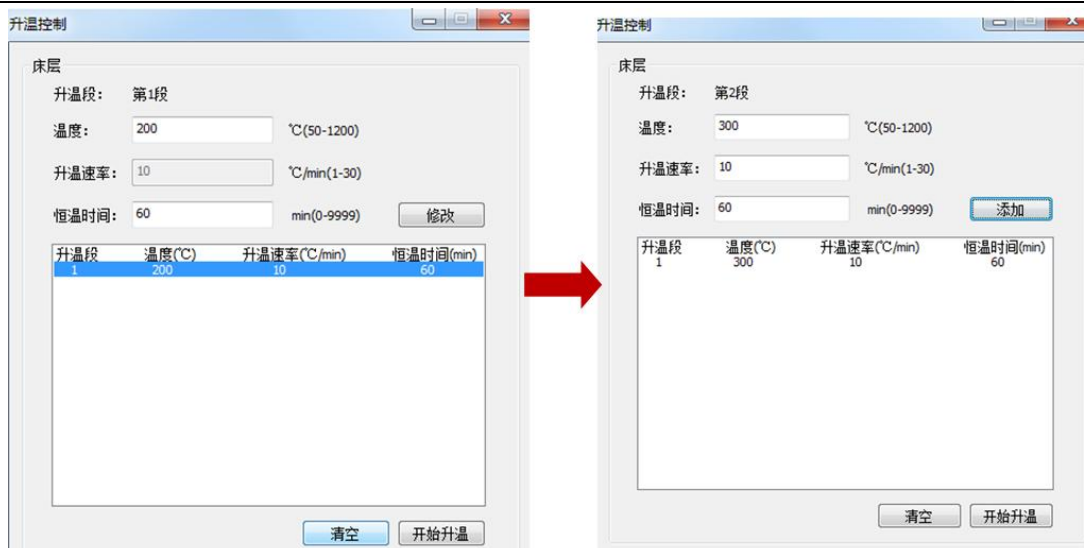 升温控制
床层
升温段： 第1段
温度： 200 ℃(50-1200)
升温速率： 10 ℃/min(1-30)
恒温时间： 60 min(0-9999) 修改
升温段 温度(℃) 升温速率(℃/min) 恒温时间(min)
1 200 10 60
清空 开始升温
升温控制
床层
升温段： 第2段
温度： 300 ℃(50-1200)
升温速率： 10 ℃/min(1-30)
恒温时间： 60 min(0-9999) 添加
升温段 温度(℃) 升温速率(℃/min) 恒温时间(min)
1 300 10 60
清空 开始升温